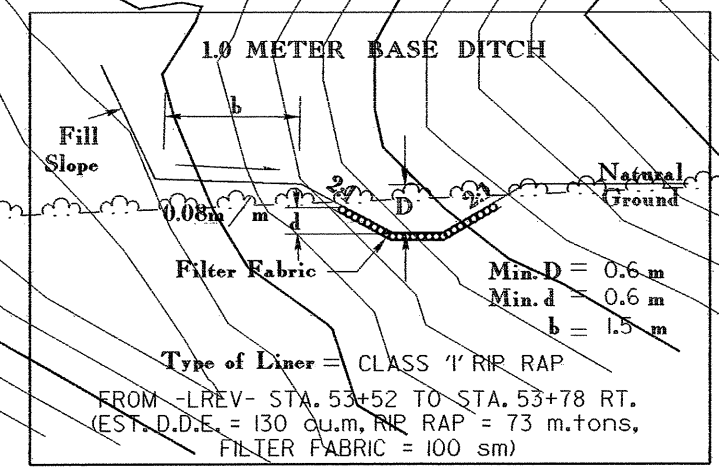 1.0 METER BASE DITCH
b
Fill
Slope
2:1
2:1
Natural
Ground
0.08m/m
d
D
Filter Fabric
Min. D = 0.6 m
Min. d = 0.6 m
b = 1.5 m
Type of Liner = CLASS 'I' RIP RAP
FROM -LREV- STA. 53+52 TO STA. 53+78 RT.
(EST. D.D.E. = 130 cu.m, RIP RAP = 73 m.tons,
FILTER FABRIC = 100 sm)